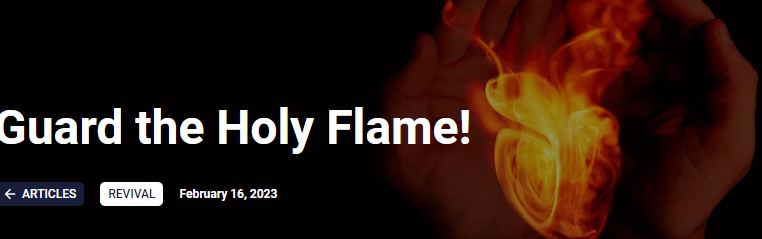 Guard the Holy Flame!
← ARTICLES REVIVAL February 16, 2023